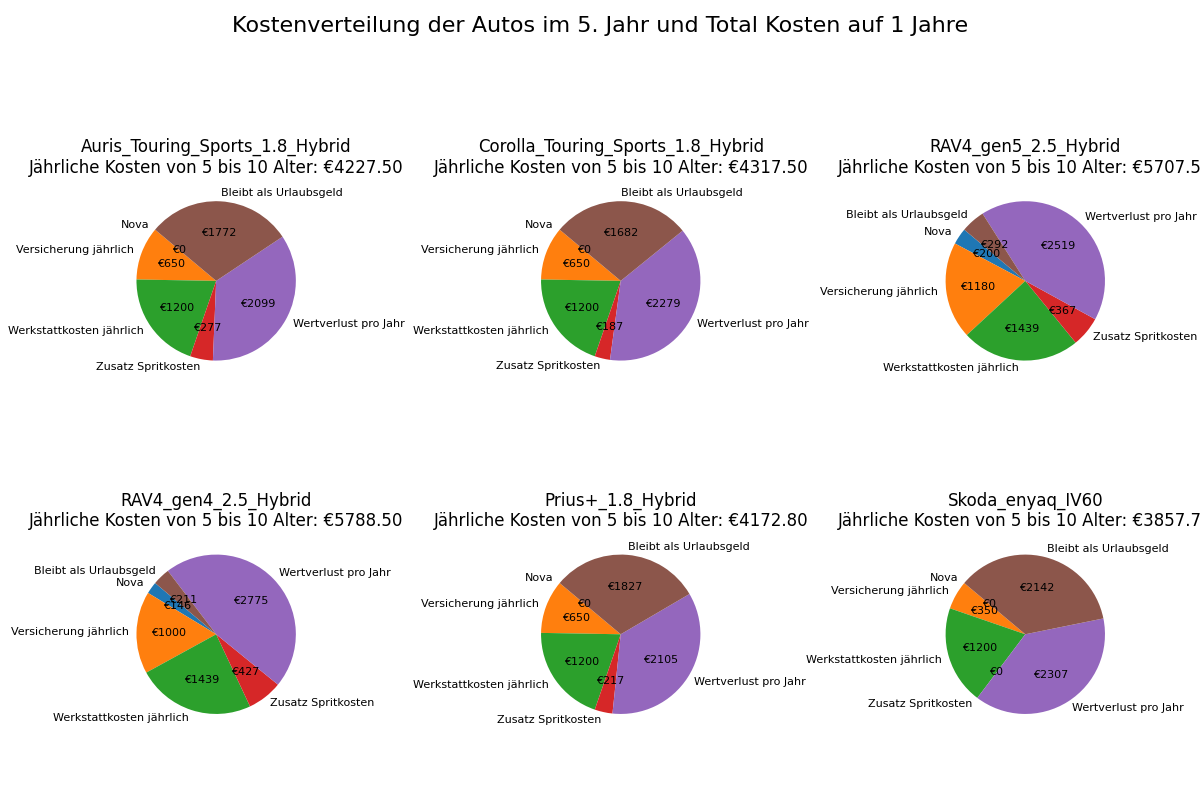 Kostenverteilung der Autos im 5. Jahr und Total Kosten auf 1 Jahre
Auris_Touring_Sports_1.8_Hybrid
Jährliche Kosten von 5 bis 10 Alter: €4227.50
Bleibt als Urlaubsgeld
Nova
€1772
€0
Versicherung jährlich
€650
€1200
€2099
Werkstattkosten jährlich
€277
Wertverlust pro Jahr
Zusatz Spritkosten
Corolla_Touring_Sports_1.8_Hybrid
Jährliche Kosten von 5 bis 10 Alter: €4317.50
Bleibt als Urlaubsgeld
Nova
€1682
€0
Versicherung jährlich
€650
€1200
€2279
Werkstattkosten jährlich
€187
Wertverlust pro Jahr
Zusatz Spritkosten
RAV4_gen5_2.5_Hybrid
Jährliche Kosten von 5 bis 10 Alter: €5707.5
Bleibt als Urlaubsgeld
Wertverlust pro Jahr
Nova
€292
€2519
€200
Versicherung jährlich
€1180
€367
€1439
Zusatz Spritkosten
Werkstattkosten jährlich
RAV4_gen4_2.5_Hybrid
Jährliche Kosten von 5 bis 10 Alter: €5788.50
Bleibt als Urlaubsgeld
Wertverlust pro Jahr
Nova
€211
€2775
€146
Versicherung jährlich
€1000
€427
€1439
Zusatz Spritkosten
Werkstattkosten jährlich
Prius+_1.8_Hybrid
Jährliche Kosten von 5 bis 10 Alter: €4172.80
Bleibt als Urlaubsgeld
Nova
€1827
€0
Versicherung jährlich
€650
€1200
€2105
Werkstattkosten jährlich
€217
Wertverlust pro Jahr
Zusatz Spritkosten
Skoda_enyaq_IV60
Jährliche Kosten von 5 bis 10 Alter: €3857.7
Bleibt als Urlaubsgeld
Nova
€2142
Versicherung jährlich
€0
€350
€1200
Werkstattkosten jährlich
€0
€2307
Zusatz Spritkosten
Wertverlust pro Jahr